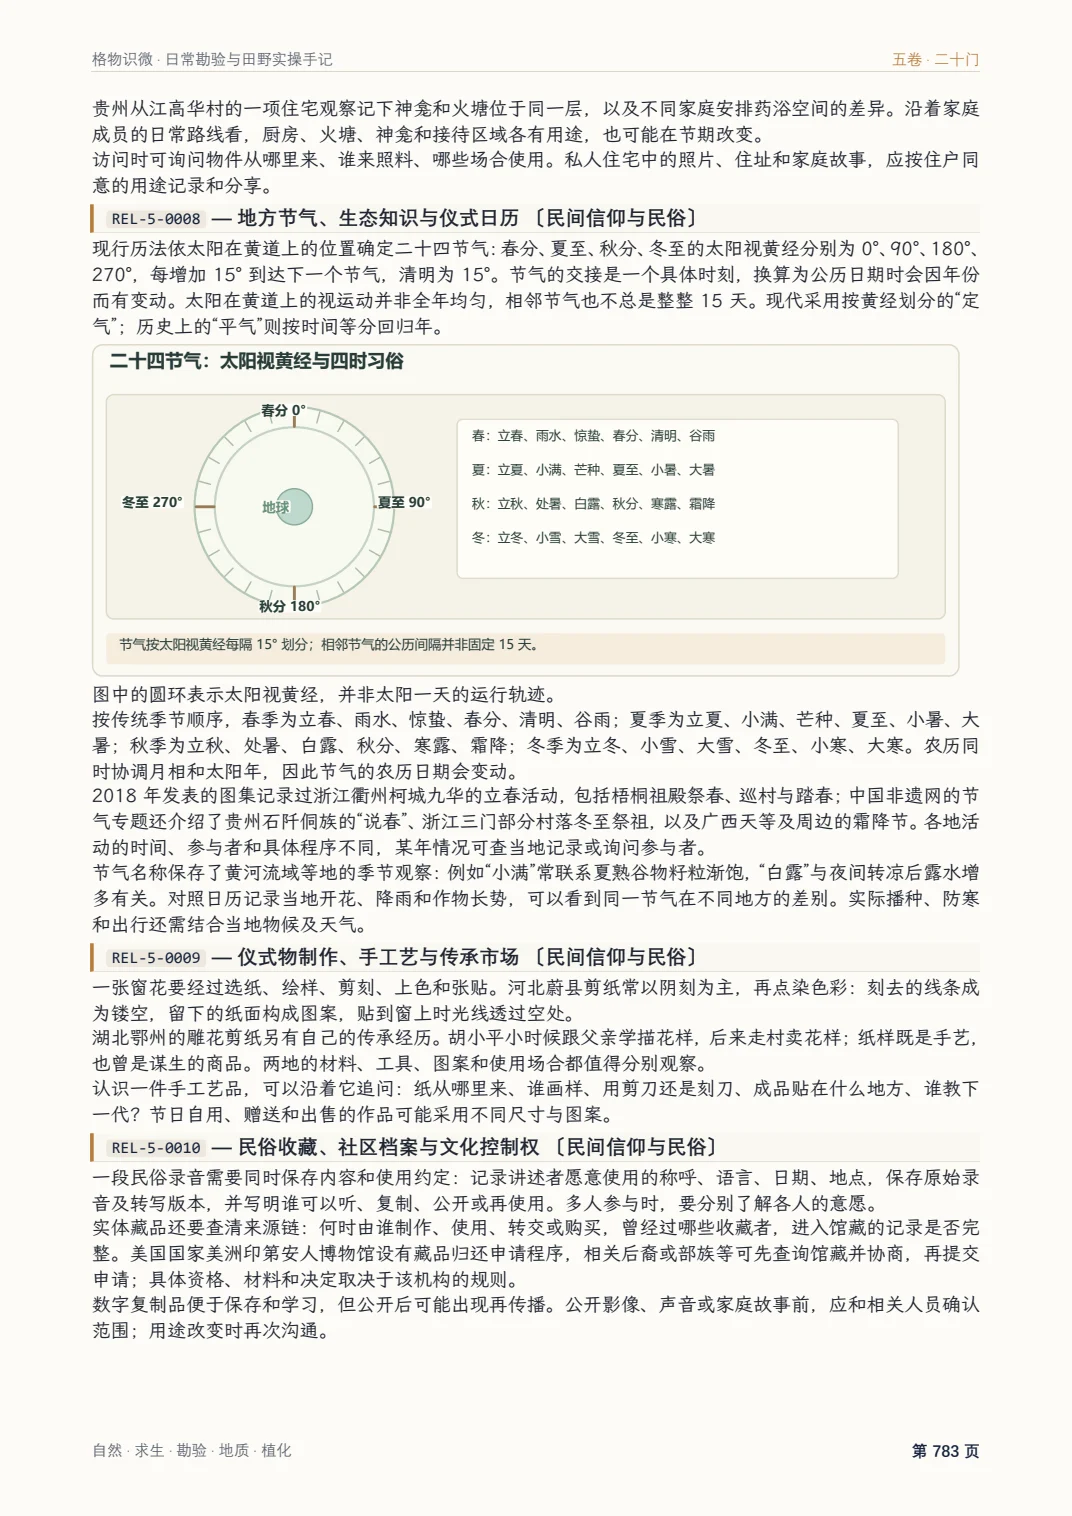 格物识微 · 日常勘验与田野实操手记
五卷 · 二十门
贵州从江高华村的一项住宅观察记下神龛和火塘位于同一层，以及不同家庭安排药浴空间的差异。沿着家庭
成员的日常路线看，厨房、火塘、神龛和接待区域各有用途，也可能在节期改变。
访问时可询问物件从哪里来、谁来照料、哪些场合使用。私人住宅中的照片、住址和家庭故事，应按住户同
意的用途记录和分享。
REL-5-0008 — 地方节气、生态知识与仪式日历 〔民间信仰与民俗〕
现行历法依太阳在黄道上的位置确定二十四节气：春分、夏至、秋分、冬至的太阳视黄经分别为 0°、90°、180°、
270°，每增加 15° 到达下一个节气，清明为 15°。节气的交接是一个具体时刻，换算为公历日期时会因年份
而有变动。太阳在黄道上的视运动并非全年均匀，相邻节气也不总是整整 15 天。现代采用按黄经划分的“定
气”；历史上的“平气”则按时间等分回归年。
二十四节气：太阳视黄经与四时习俗
春分 0°
冬至 270°
地球
夏至 90°
秋分 180°
春：立春、雨水、惊蛰、春分、清明、谷雨
夏：立夏、小满、芒种、夏至、小暑、大暑
秋：立秋、处暑、白露、秋分、寒露、霜降
冬：立冬、小雪、大雪、冬至、小寒、大寒
节气按太阳视黄经每隔 15° 划分；相邻节气的公历间隔并非固定 15 天。
图中的圆环表示太阳视黄经，并非太阳一天的运行轨迹。
按传统季节顺序，春季为立春、雨水、惊蛰、春分、清明、谷雨；夏季为立夏、小满、芒种、夏至、小暑、大
暑；秋季为立秋、处暑、白露、秋分、寒露、霜降；冬季为立冬、小雪、大雪、冬至、小寒、大寒。农历同
时协调月相和太阳年，因此节气的农历日期会变动。
2018 年发表的图集记录过浙江衢州柯城九华的立春活动，包括梧桐祖殿祭春、巡村与踏春；中国非遗网的节
气专题还介绍了贵州石阡侗族的“说春”、浙江三门部分村落冬至祭祖，以及广西天等及周边的霜降节。各地活
动的时间、参与者和具体程序不同，某年情况可查当地记录或询问参与者。
节气名称保存了黄河流域等地的季节观察：例如“小满”常联系夏熟谷物籽粒渐饱，“白露”与夜间转凉后露水增
多有关。对照日历记录当地开花、降雨和作物长势，可以看到同一节气在不同地方的差别。实际播种、防寒
和出行还需结合当地物候及天气。
REL-5-0009 — 仪式物制作、手工艺与传承市场 〔民间信仰与民俗〕
一张窗花要经过选纸、绘样、剪刻、上色和张贴。河北蔚县剪纸常以阴刻为主，再点染色彩：刻去的线条成
为镂空，留下的纸面构成图案，贴到窗上时光线透过空处。
湖北鄂州的雕花剪纸另有自己的传承经历。胡小平小时候跟父亲学描花样，后来走村卖花样；纸样既是手艺，
也曾是谋生的商品。两地的材料、工具、图案和使用场合都值得分别观察。
认识一件手工艺品，可以沿着它追问：纸从哪里来、谁画样、用剪刀还是刻刀、成品贴在什么地方、谁教下
一代？节日自用、赠送和出售的作品可能采用不同尺寸与图案。
REL-5-0010 — 民俗收藏、社区档案与文化控制权 〔民间信仰与民俗〕
一段民俗录音需要同时保存内容和使用约定：记录讲述者愿意使用的称呼、语言、日期、地点，保存原始录
音及转写版本，并写明谁可以听、复制、公开或再使用。多人参与时，要分别了解各人的意愿。
实体藏品还要查清来源链：何时由谁制作、使用、转交或购买，曾经过哪些收藏者，进入馆藏的记录是否完
整。美国国家美洲印第安人博物馆设有藏品归还申请程序，相关后裔或部族等可先查询馆藏并协商，再提交
申请；具体资格、材料和决定取决于该机构的规则。
数字复制品便于保存和学习，但公开后可能出现再传播。公开影像、声音或家庭故事前，应和相关人员确认
范围；用途改变时再次沟通。
自然 · 求生 · 勘验 · 地质 · 植化
第 783 页